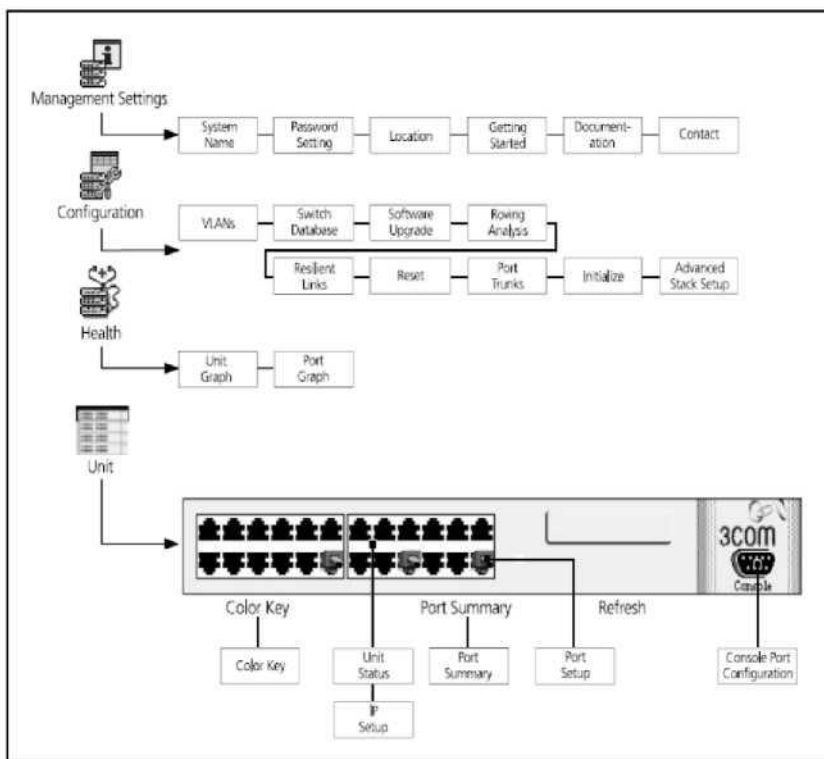 Management Settings
System
Name
Password
Setting
Location
Getting
Started
Document-
ation
Contact
Configuration
VLANs
Switch
Database
Software
Upgrade
Roving
Analysis
Resilient
Links
Reset
Port
Trunks
Initialize
Advanced
Stack Setup
Health
Unit
Graph
Port
Graph
Unit
3COM
Console
Color Key
Port Summary
Refresh
Color Key
Unit
Status
Port
Summary
Port
Setup
Console Port
Configuration
IP
Setup